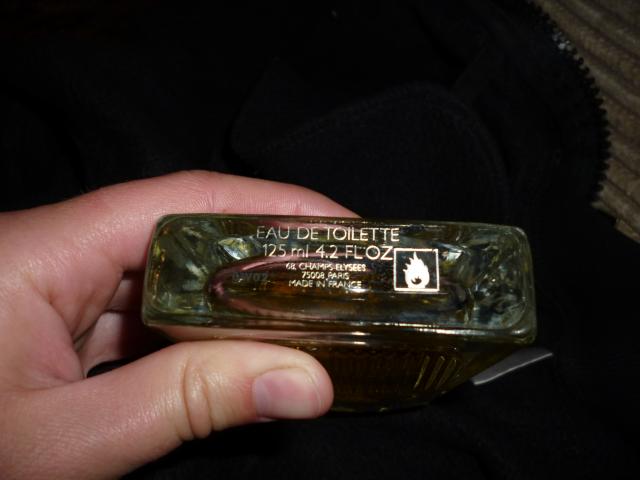 EAU DE TOILETTE
125 ml 4.2 FL'OZ
68, CHAMPS-ELYSEES
75008 PARIS
MADE IN FRANCE